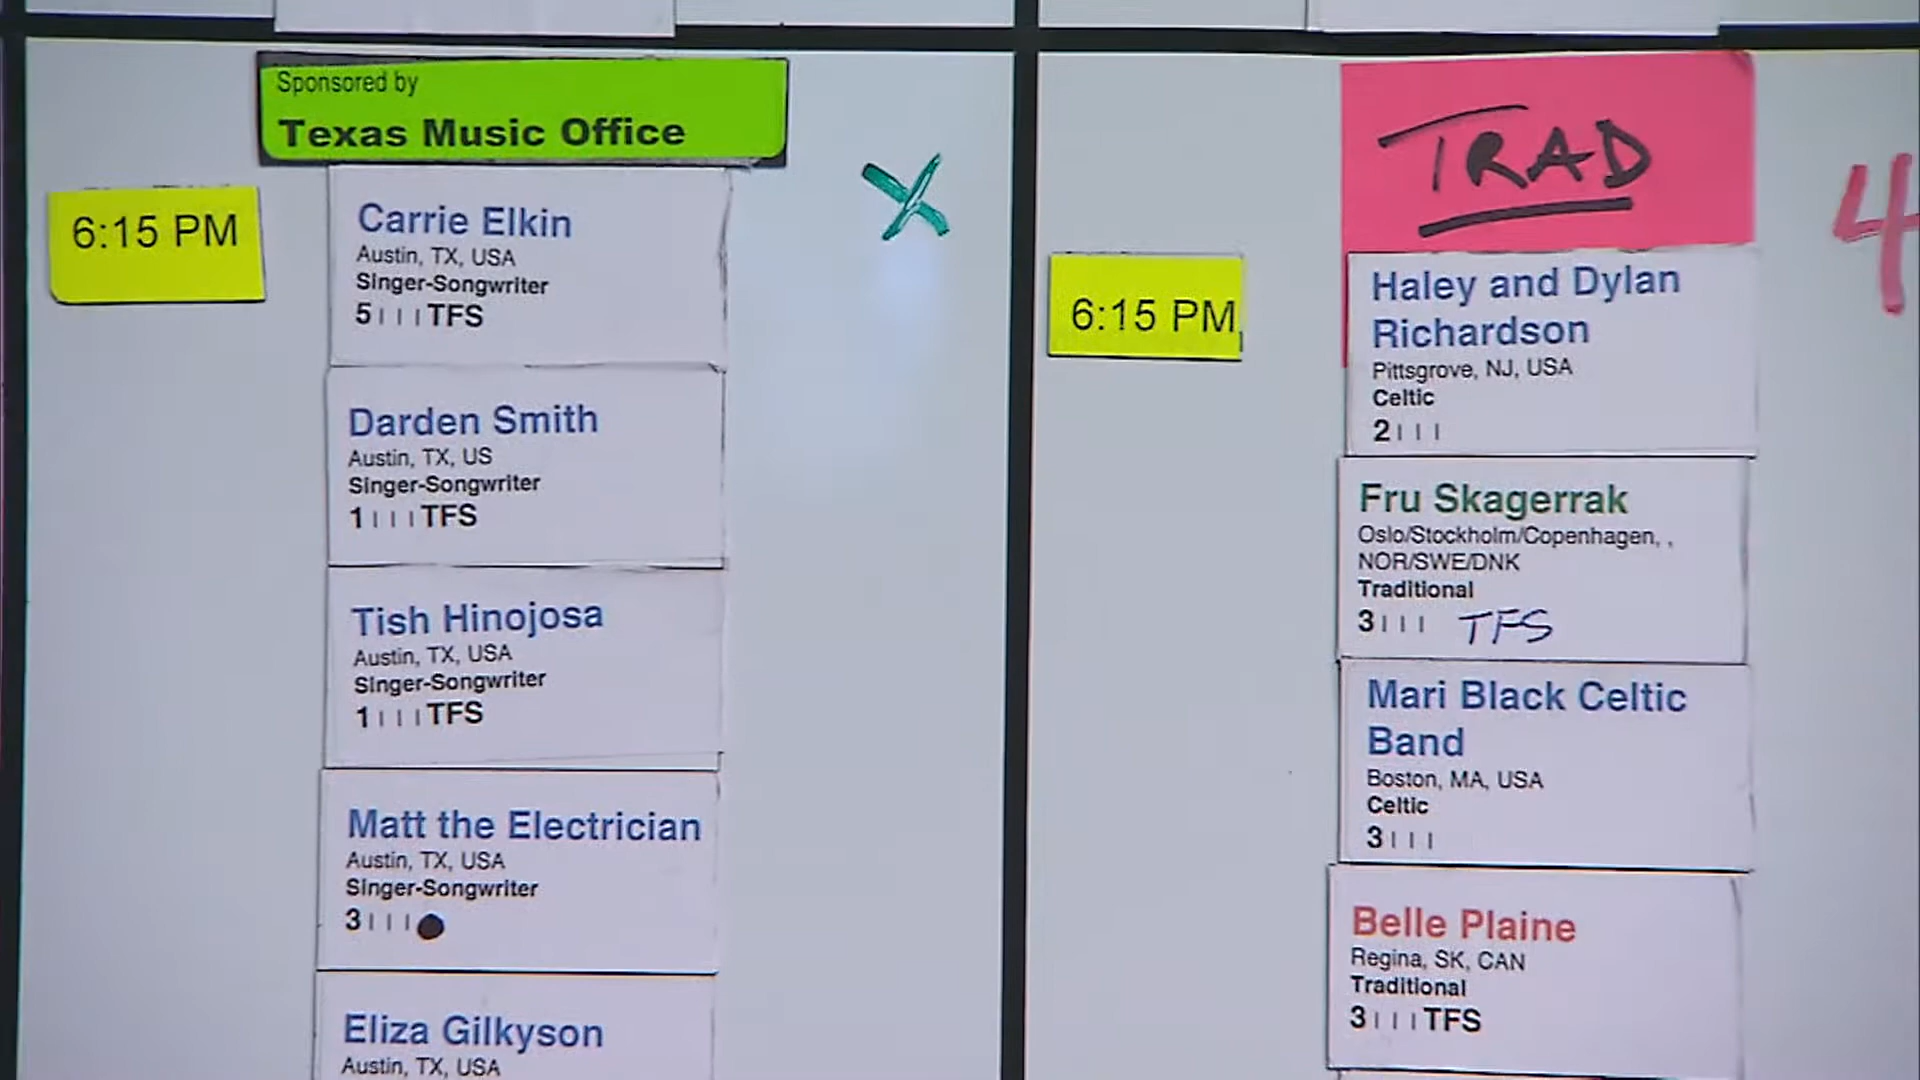 Sponsored by
Texas Music Office
6:15 PM
Carrie Elkin
Austin, TX, USA
Singer-Songwriter
5 | | | TFS
Darden Smith
Austin, TX, US
Singer-Songwriter
1 | | | TFS
Tish Hinojosa
Austin, TX, USA
Singer-Songwriter
1 | | | TFS
Matt the Electrician
Austin, TX, USA
Singer-Songwriter
3 | | |
Eliza Gilkyson
Austin, TX, USA
X
TRAD
4
6:15 PM
Haley and Dylan
Richardson
Pittsgrove, NJ, USA
Celtic
2 | | |
Fru Skagerrak
Oslo/Stockholm/Copenhagen, ,
NOR/SWE/DNK
Traditional
3 | | | TFS
Mari Black Celtic
Band
Boston, MA, USA
Celtic
3 | | |
Belle Plaine
Regina, SK, CAN
Traditional
3 | | | TFS